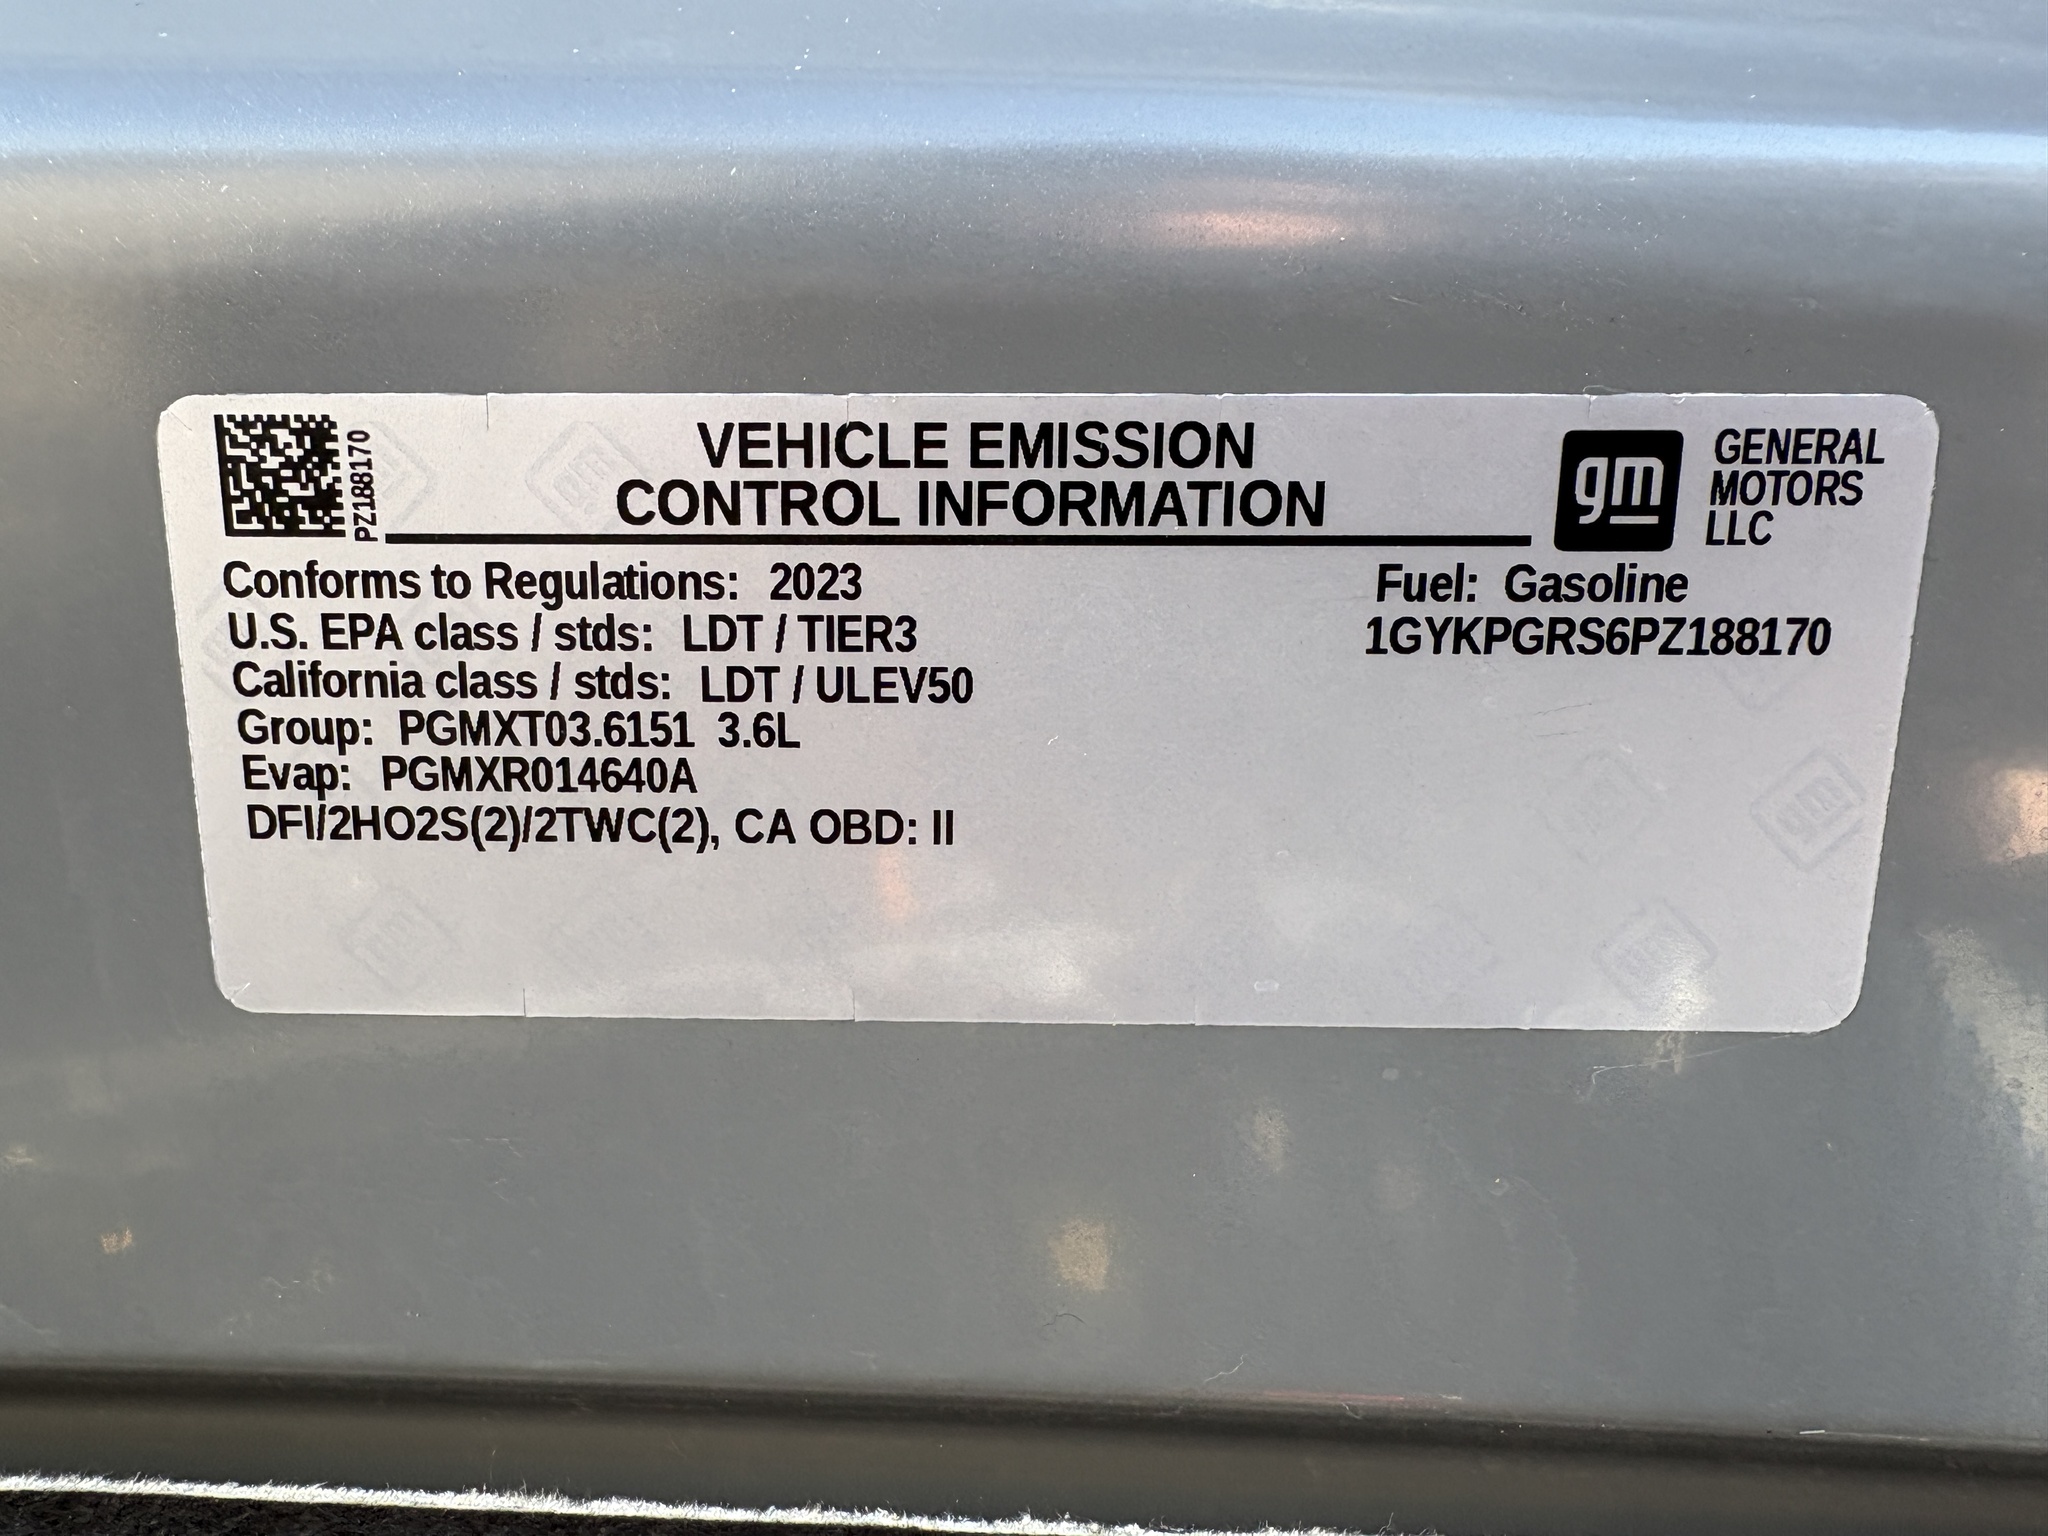 PZ188170
VEHICLE EMISSION
CONTROL INFORMATION
gm
GENERAL
MOTORS
LLC
Conforms to Regulations: 2023
Fuel: Gasoline
U.S. EPA class / stds: LDT / TIER3
1GYKPGRS6PZ188170
California class / stds: LDT / ULEV50
Group: PGMXT03.6151 3.6L
Evap: PGMXR014640A
DFI/2HO2S(2)/2TWC(2), CA OBD: II